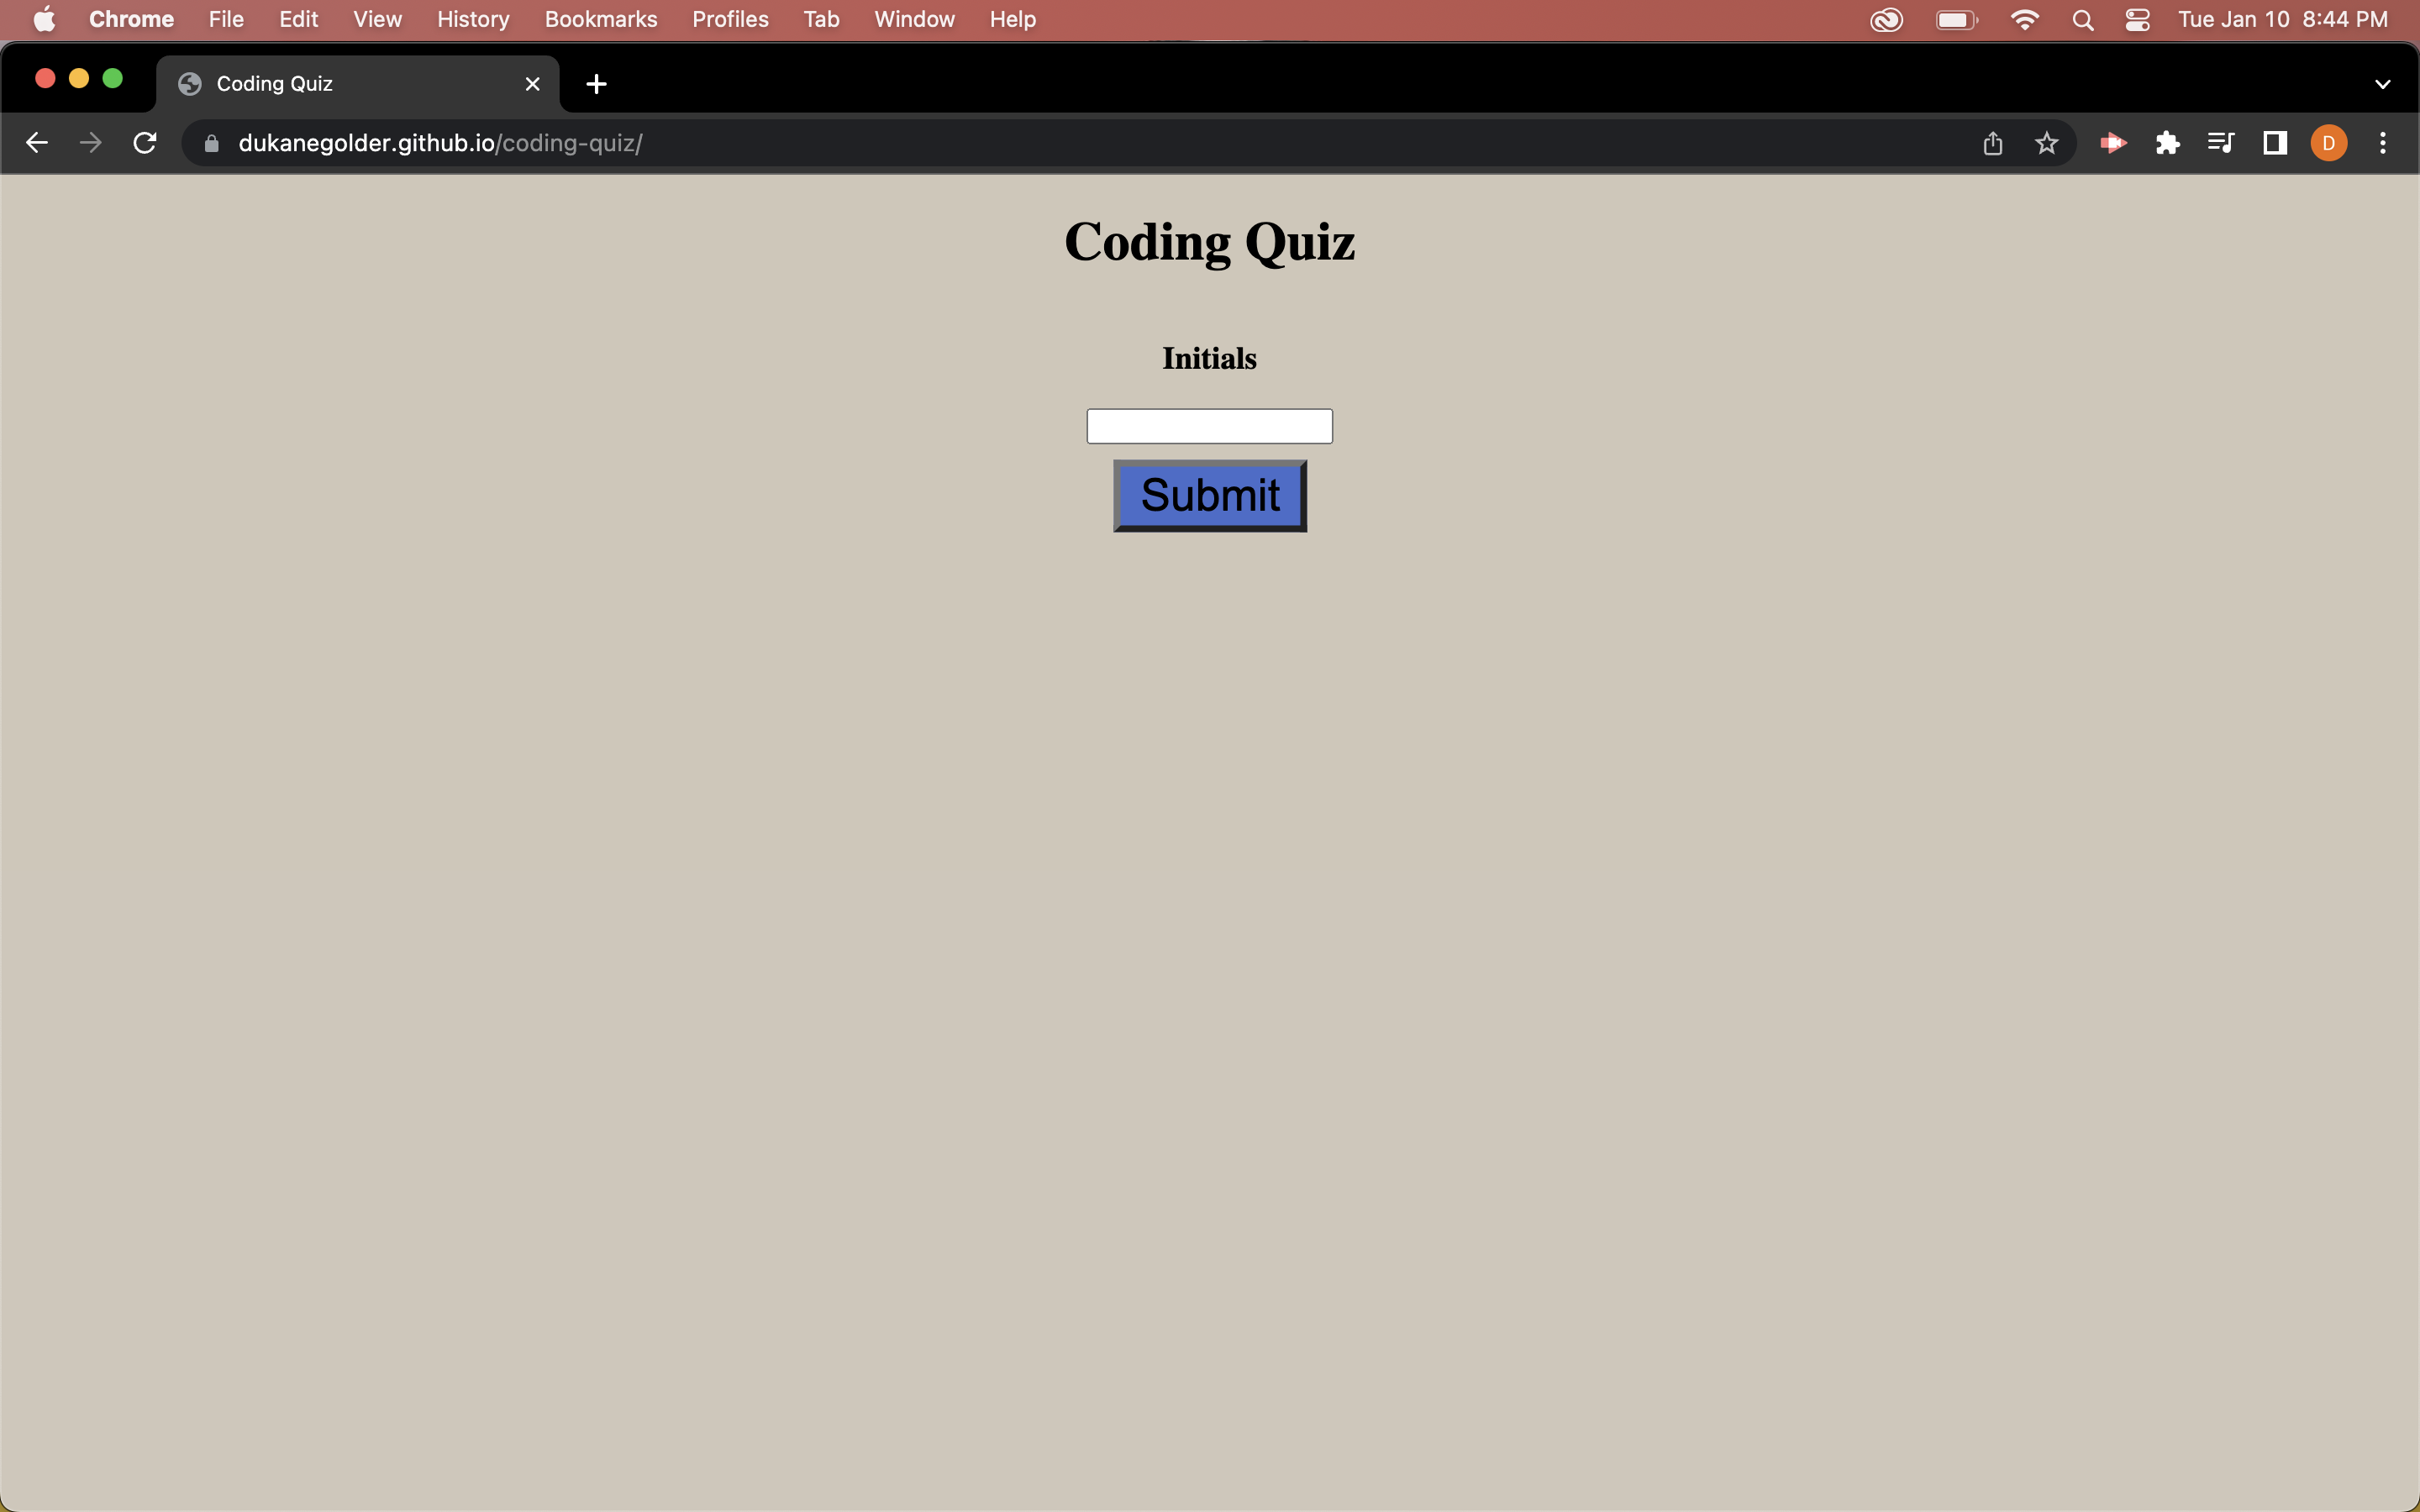 Chrome File Edit View History Bookmarks Profiles Tab Window Help Tue Jan 10 8:44 PM
Coding Quiz
dukanegolder.github.io/coding-quiz/ D
Coding Quiz
Initials
Submit